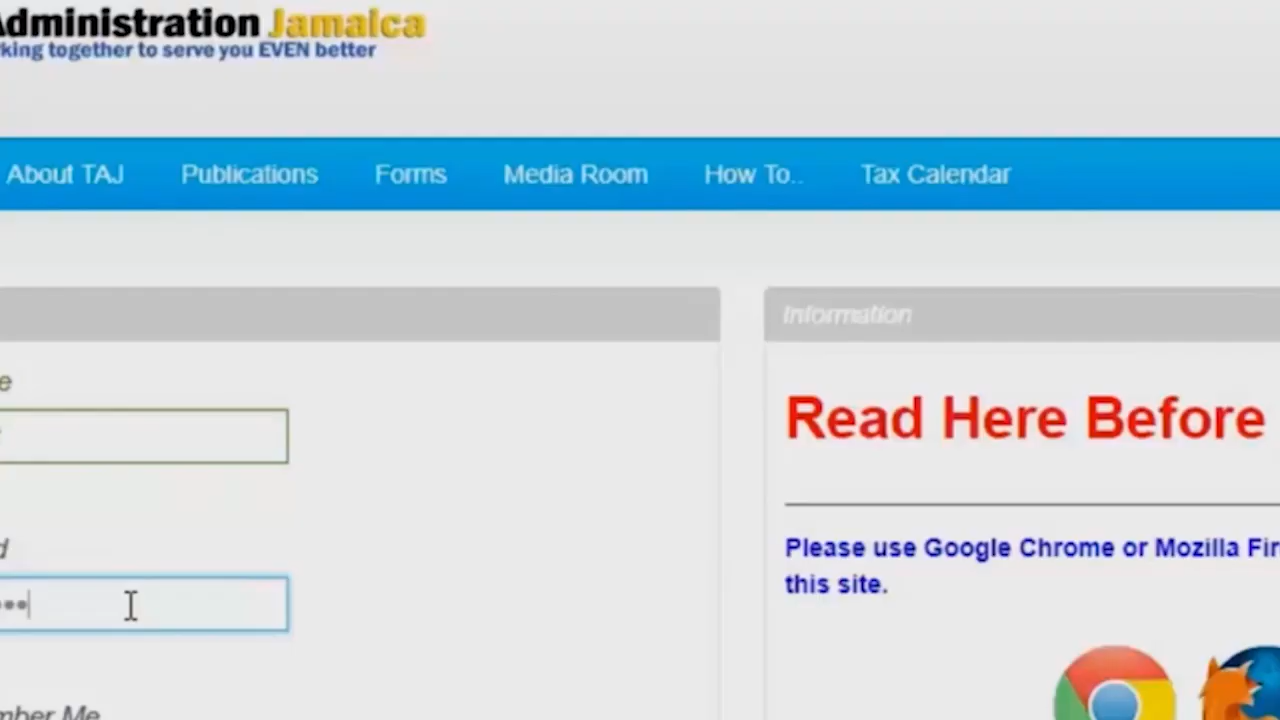 Administration Jamaica
king together to serve you EVEN better
About TAJ Publications Forms Media Room How To.. Tax Calendar
Information
e
Read Here Before
d
Please use Google Chrome or Mozilla Fir
this site.
mber Me